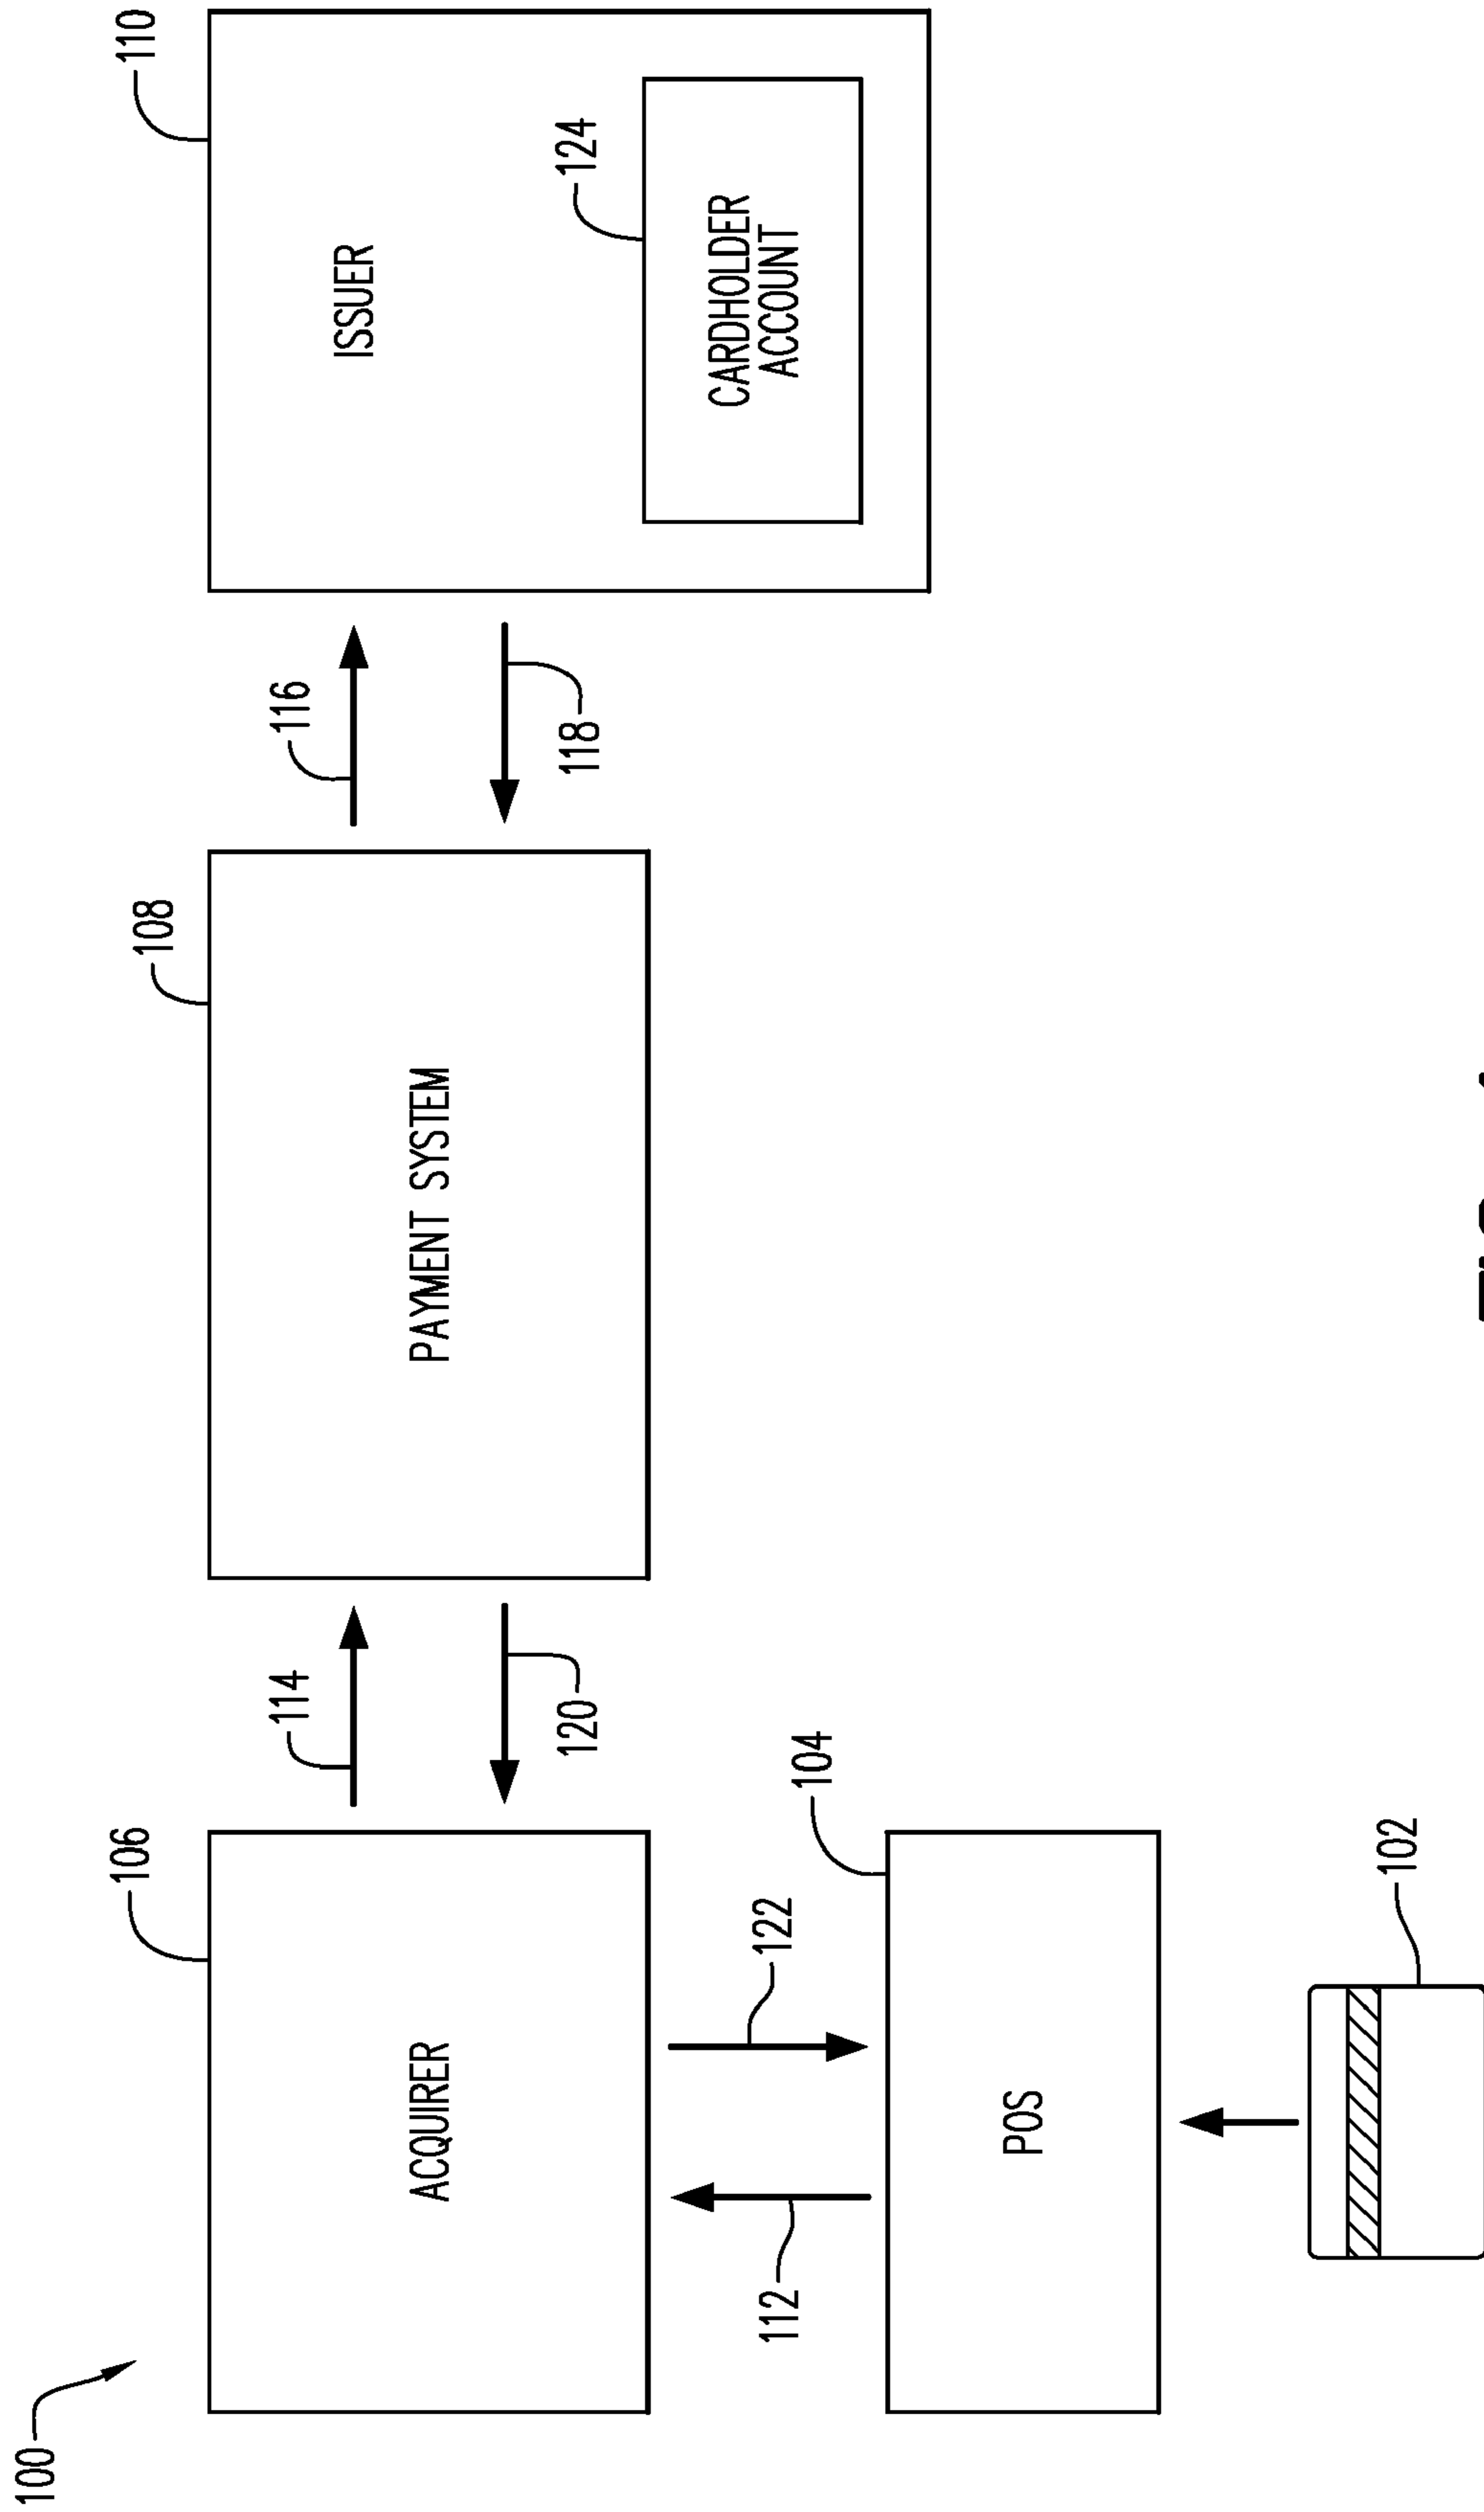 100
106
ACQUIRER
114
120
108
PAYMENT SYSTEM
116
118
110
ISSUER
124
CARDHOLDER
ACCOUNT
112
122
104
POS
102